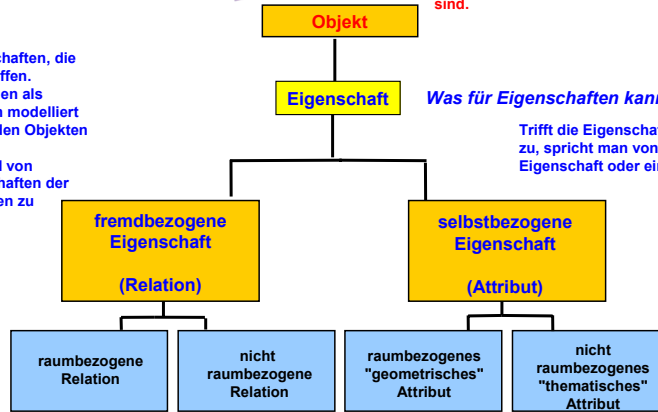 sind.
Objekt
chaften, die
ffen.
en als
n modelliert
den Objekten
d von
haften der
en zu
Eigenschaft
Was für Eigenschaften kann
Trifft die Eigenschaf
zu, spricht man von
Eigenschaft oder ein
fremdbezogene
Eigenschaft
(Relation)
selbstbezogene
Eigenschaft
(Attribut)
raumbezogene
Relation
nicht
raumbezogene
Relation
raumbezogenes
"geometrisches"
Attribut
nicht
raumbezogenes
"thematisches"
Attribut